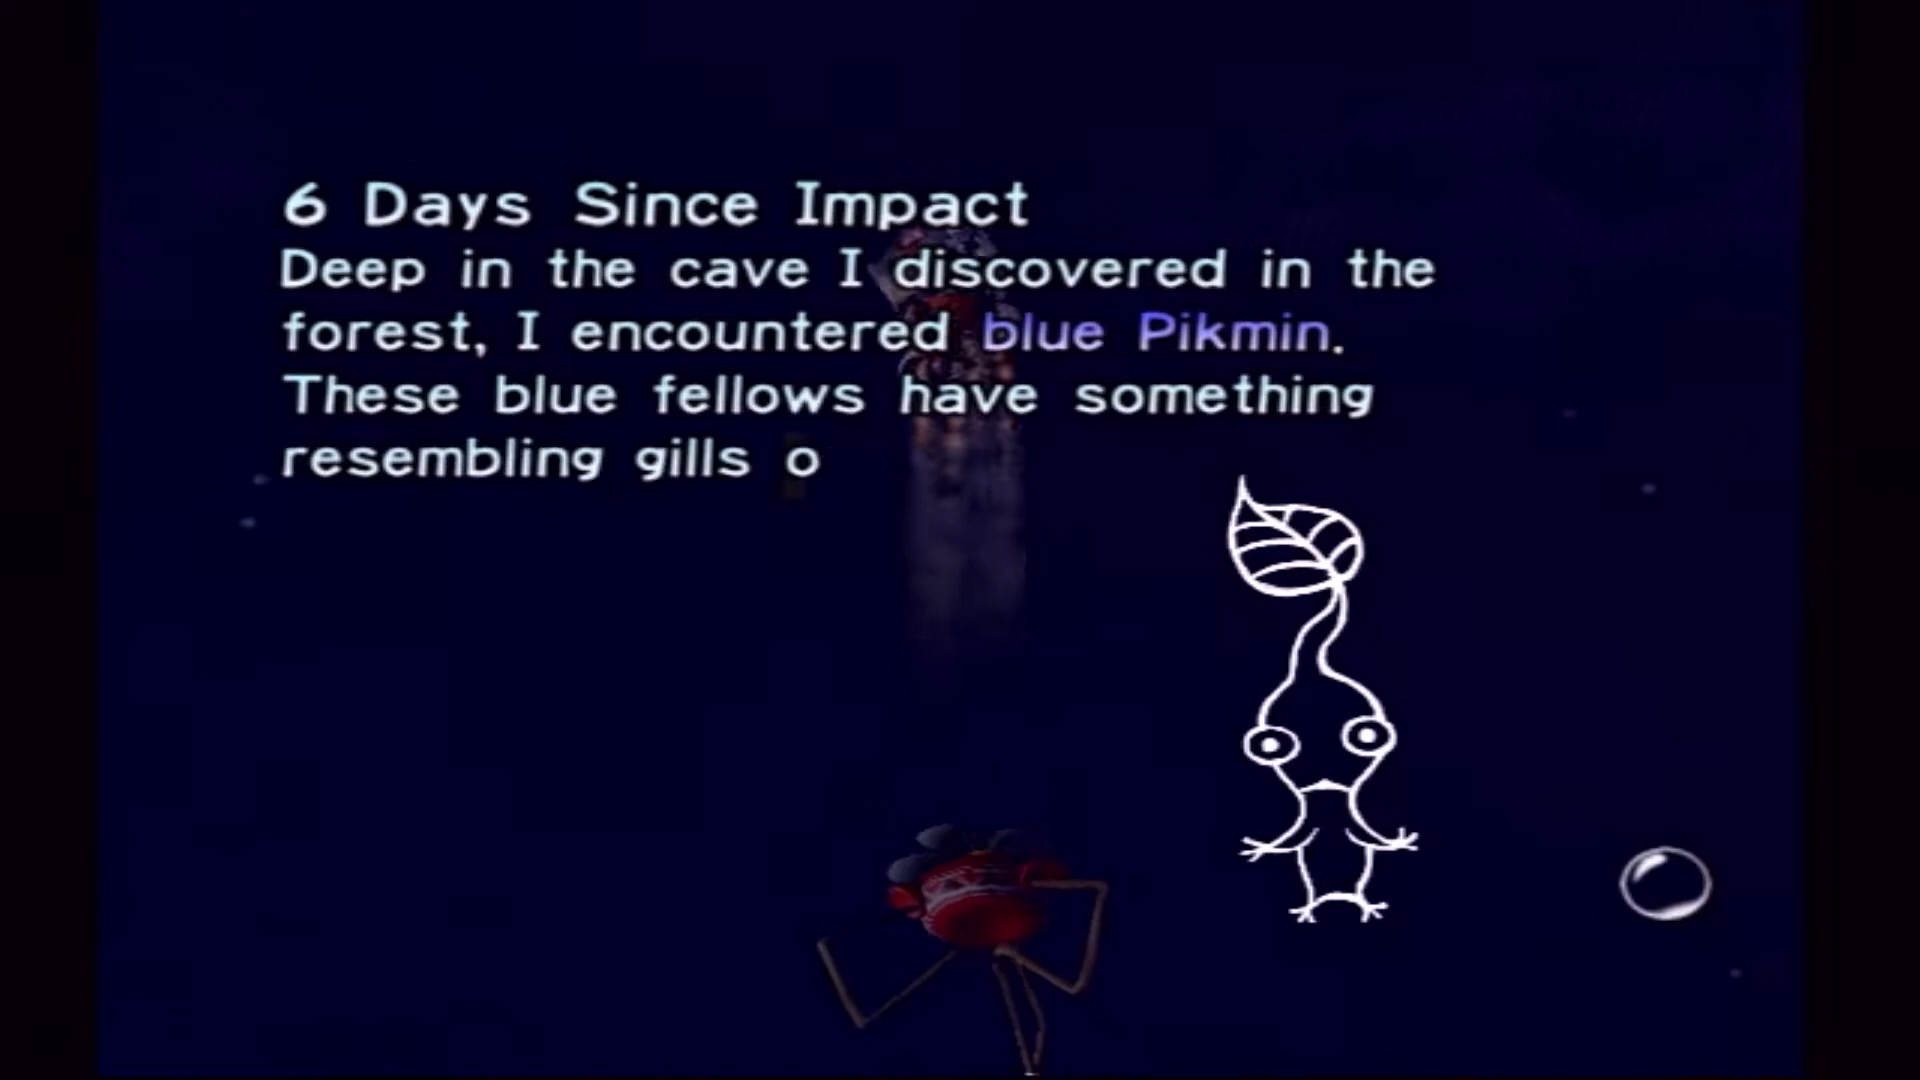 6 Days Since Impact
Deep in the cave I discovered in the
forest, I encountered blue Pikmin.
These blue fellows have something
resembling gills o